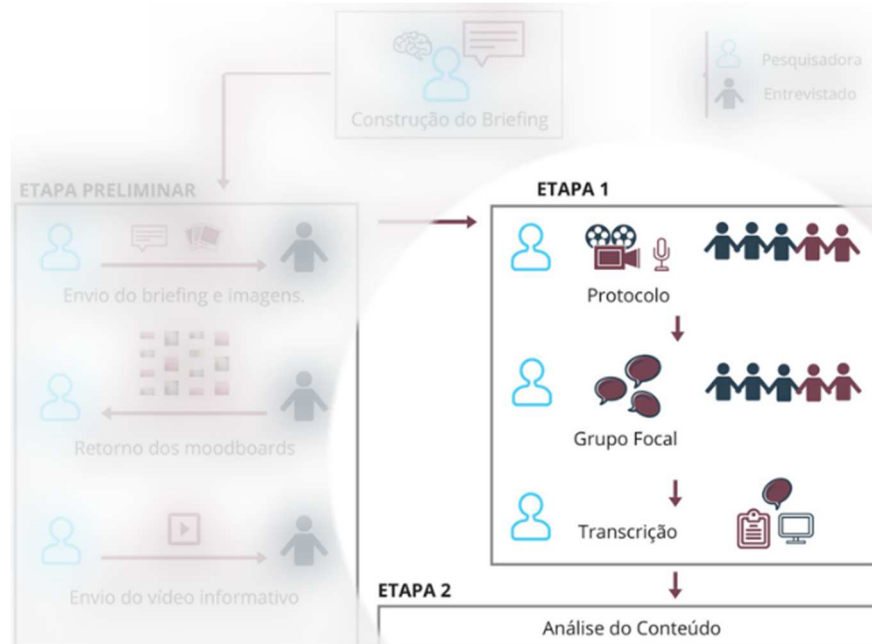 Construção do Briefing
Pesquisadora
Entrevistado
ETAPA PRELIMINAR
Envio do briefing e imagens.
Retorno dos moodboards
Envio do vídeo informativo
ETAPA 1
Protocolo
Grupo Focal
Transcrição
ETAPA 2
Análise do Conteúdo